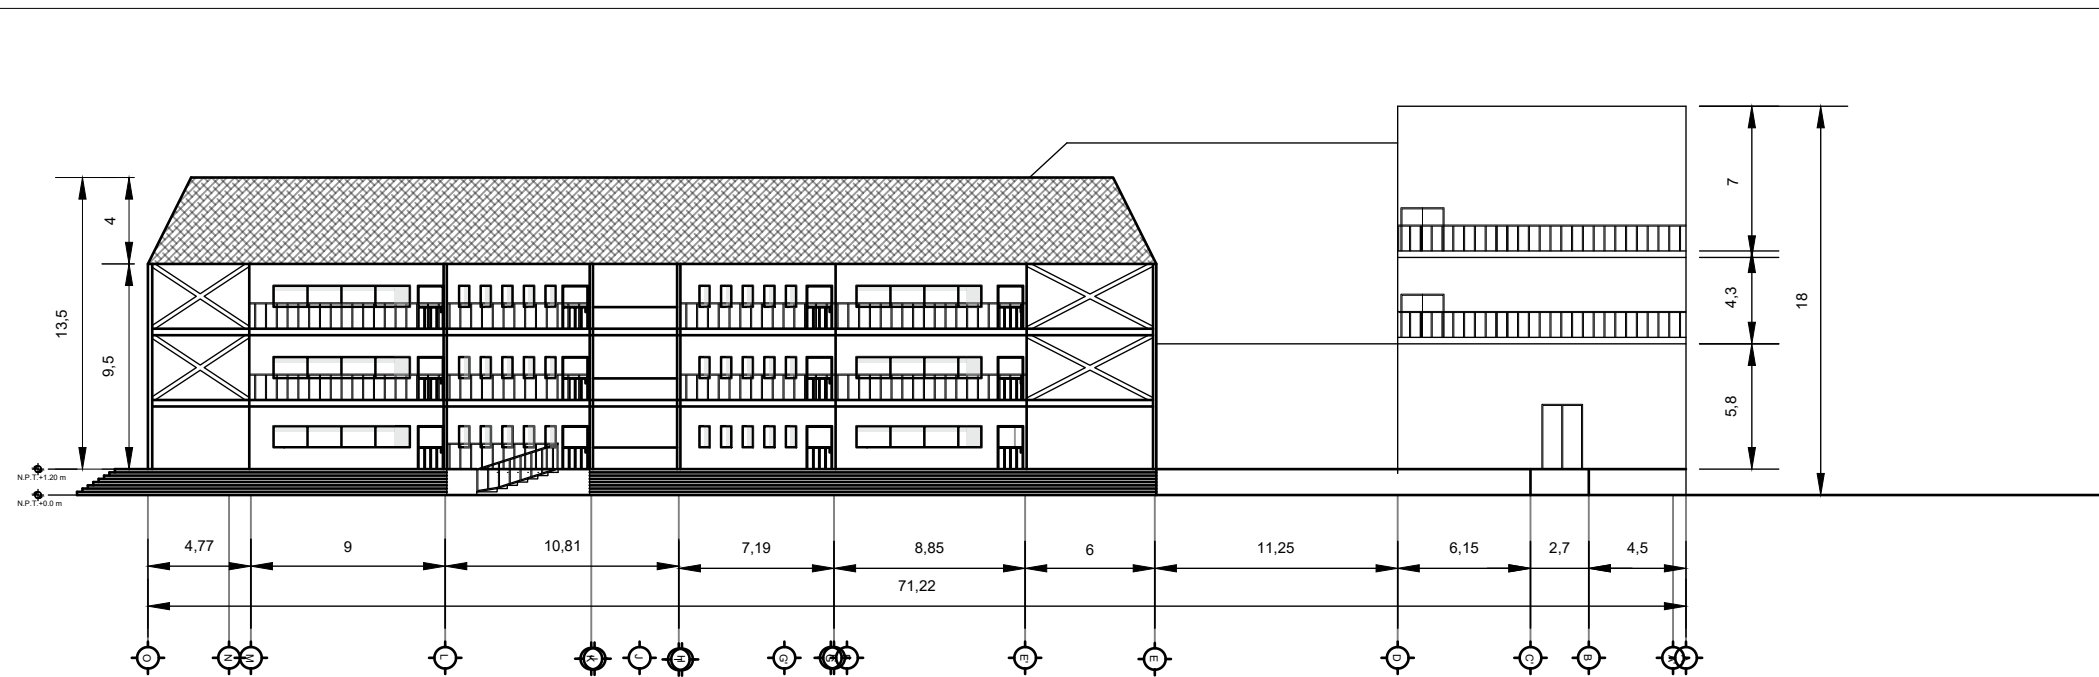 7
4
4,3
18
13,5
9,5
5,8
N.P.T.+1.20 m
N.P.T.+0.0 m
4,77
9
10,81
7,19
8,85
6
11,25
6,15
2,7
4,5
71,22
O
N
M
L
K
J
H
G'
G
E'
E
D
C'
B